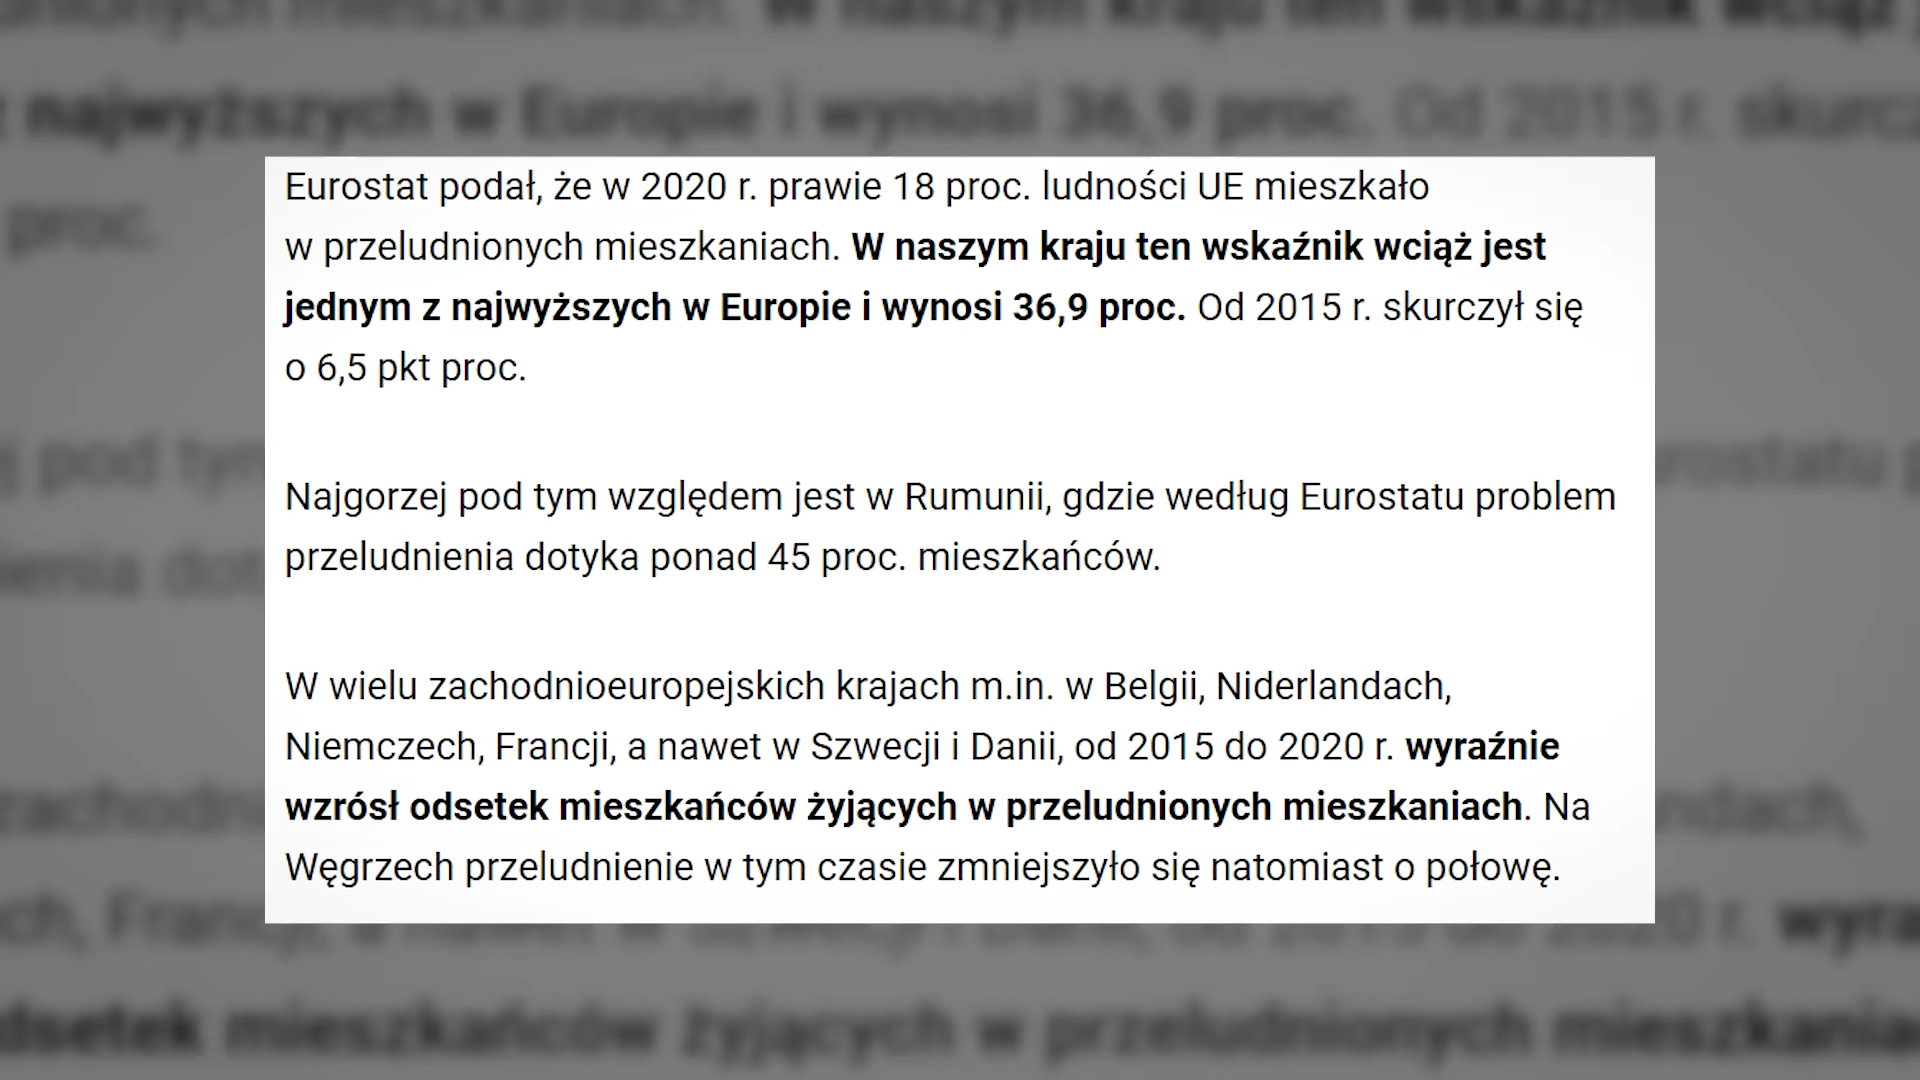 Eurostat podał, że w 2020 r. prawie 18 proc. ludności UE mieszkało
w przeludnionych mieszkaniach. W naszym kraju ten wskaźnik wciąż jest
jednym z najwyższych w Europie i wynosi 36,9 proc. Od 2015 r. skurczył się
o 6,5 pkt proc.
Najgorzej pod tym względem jest w Rumunii, gdzie według Eurostatu problem
przeludnienia dotyka ponad 45 proc. mieszkańców.
W wielu zachodnioeuropejskich krajach m.in. w Belgii, Niderlandach,
Niemczech, Francji, a nawet w Szwecji i Danii, od 2015 do 2020 r. wyraźnie
wzrósł odsetek mieszkańców żyjących w przeludnionych mieszkaniach. Na
Węgrzech przeludnienie w tym czasie zmniejszyło się natomiast o połowę.